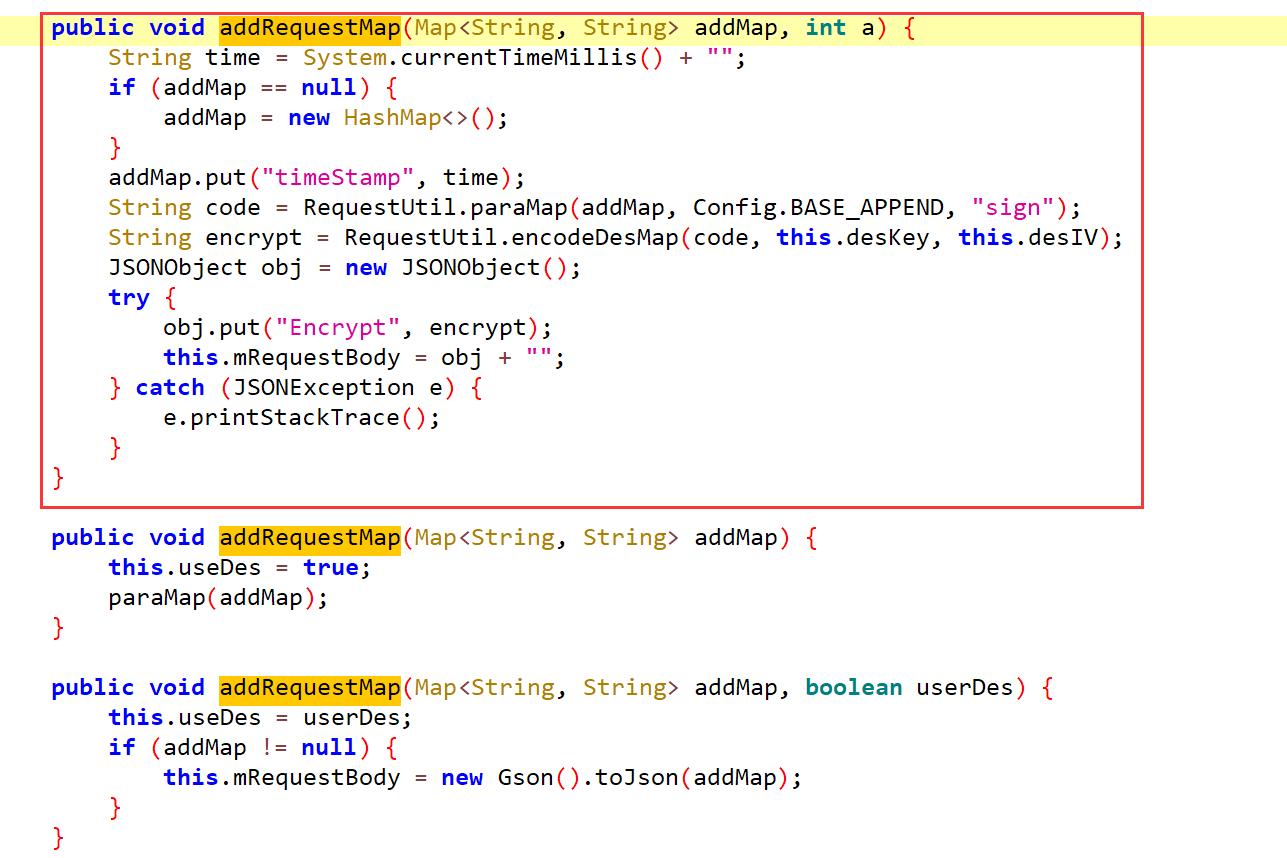 public void addRequestMap(Map<String, String> addMap, int a) {
    String time = System.currentTimeMillis() + "";
    if (addMap == null) {
        addMap = new HashMap<>();
    }
    addMap.put("timeStamp", time);
    String code = RequestUtil.paraMap(addMap, Config.BASE_APPEND, "sign");
    String encrypt = RequestUtil.encodeDesMap(code, this.desKey, this.desIV);
    JSONObject obj = new JSONObject();
    try {
        obj.put("Encrypt", encrypt);
        this.mRequestBody = obj + "";
    } catch (JSONException e) {
        e.printStackTrace();
    }
}
public void addRequestMap(Map<String, String> addMap) {
    this.useDes = true;
    paraMap(addMap);
}
public void addRequestMap(Map<String, String> addMap, boolean userDes) {
    this.useDes = userDes;
    if (addMap != null) {
        this.mRequestBody = new Gson().toJson(addMap);
    }
}